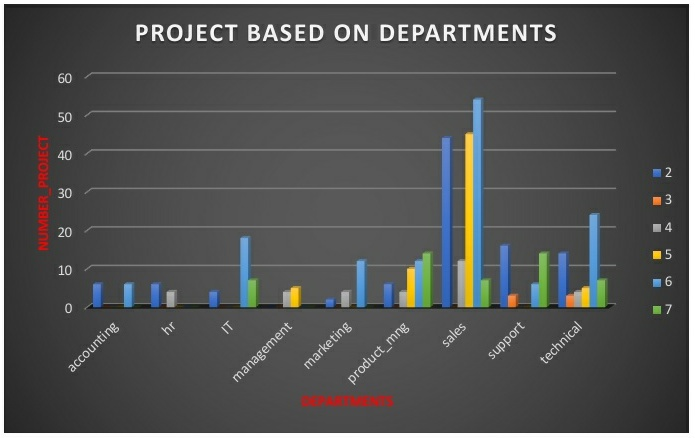 PROJECT BASED ON DEPARTMENTS
NUMBER_PROJECT
60
50
40
30
20
10
0
accounting
hr
IT
management
marketing
product_mng
sales
support
technical
DEPARTMENTS
2
3
4
5
6
7